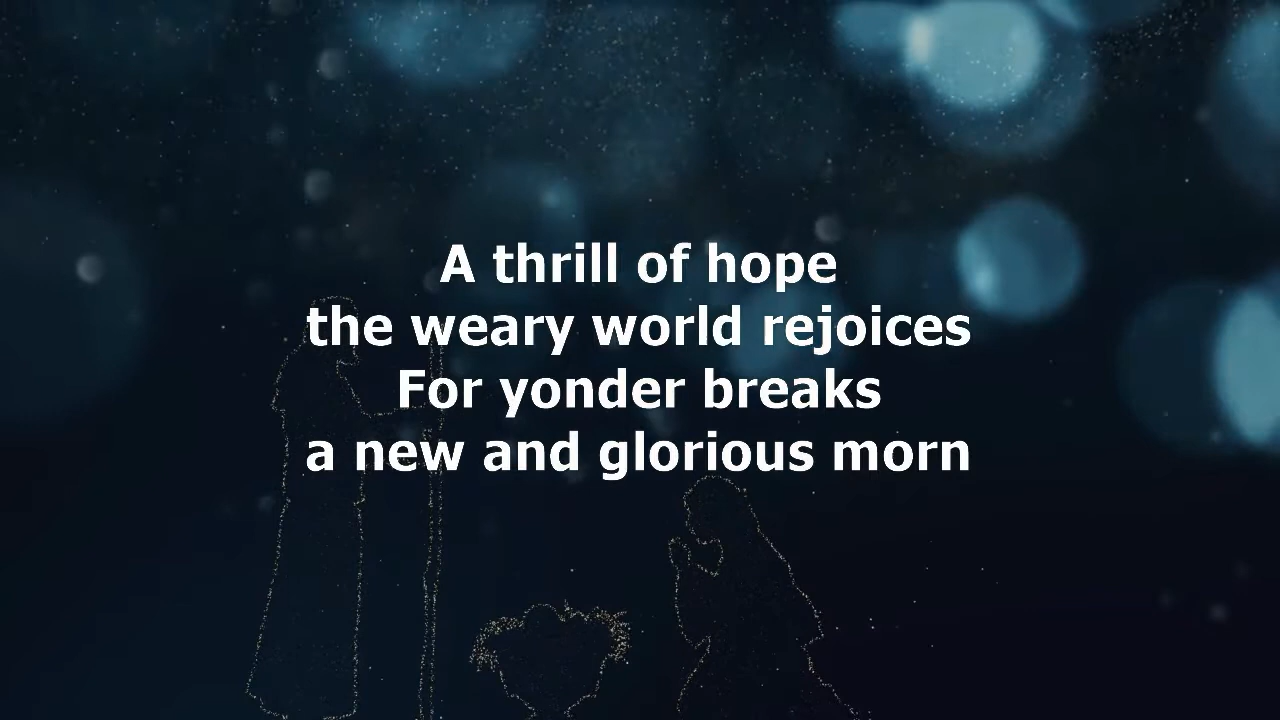 A thrill of hope
the weary world rejoices
For yonder breaks
a new and glorious morn